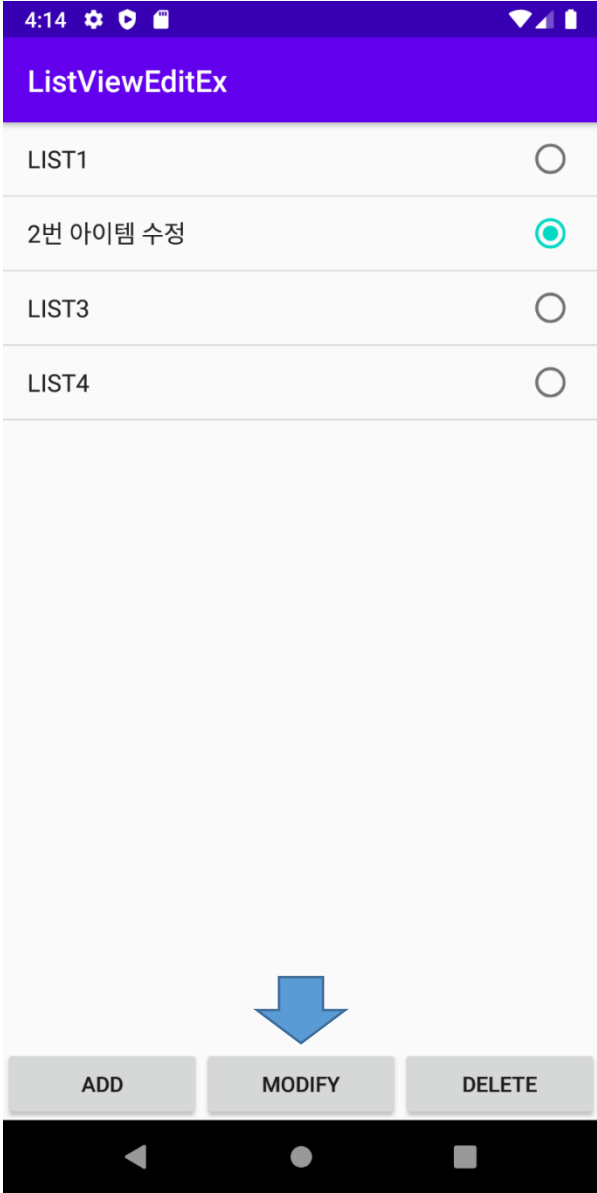 4:14
ListViewEditEx
LIST1
2번 아이템 수정
LIST3
LIST4
ADD MODIFY DELETE